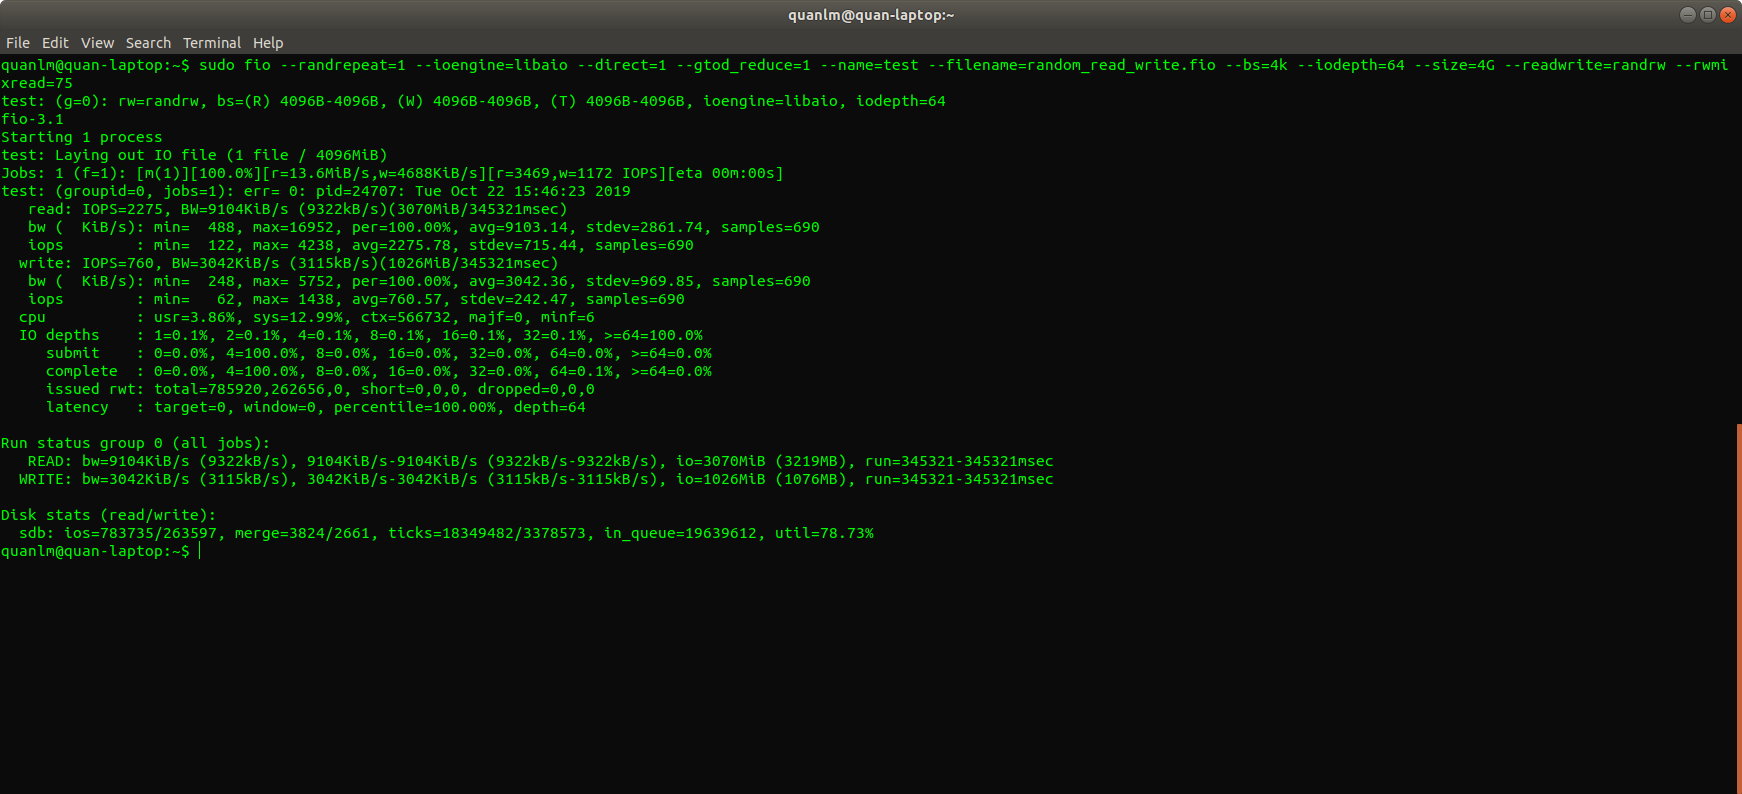 quanlm@quan-laptop:~
File Edit View Search Terminal Help
quanlm@quan-laptop:~$ sudo fio --randrepeat=1 --ioengine=libaio --direct=1 --gtod_reduce=1 --name=test --filename=random_read_write.fio --bs=4k --iodepth=64 --size=4G --readwrite=randrw --rwmi
xread=75
test: (g=0): rw=randrw, bs=(R) 4096B-4096B, (W) 4096B-4096B, (T) 4096B-4096B, ioengine=libaio, iodepth=64
fio-3.1
Starting 1 process
test: Laying out IO file (1 file / 4096MiB)
Jobs: 1 (f=1): [m(1)][100.0%][r=13.6MiB/s,w=4688KiB/s][r=3469,w=1172 IOPS][eta 00m:00s]
test: (groupid=0, jobs=1): err= 0: pid=24707: Tue Oct 22 15:46:23 2019
   read: IOPS=2275, BW=9104KiB/s (9322kB/s)(3070MiB/345321msec)
   bw (  KiB/s): min=  488, max=16952, per=100.00%, avg=9103.14, stdev=2861.74, samples=690
   iops        : min=  122, max= 4238, avg=2275.78, stdev=715.44, samples=690
  write: IOPS=760, BW=3042KiB/s (3115kB/s)(1026MiB/345321msec)
   bw (  KiB/s): min=  248, max= 5752, per=100.00%, avg=3042.36, stdev=969.85, samples=690
   iops        : min=   62, max= 1438, avg=760.57, stdev=242.47, samples=690
  cpu          : usr=3.86%, sys=12.99%, ctx=566732, majf=0, minf=6
  IO depths    : 1=0.1%, 2=0.1%, 4=0.1%, 8=0.1%, 16=0.1%, 32=0.1%, >=64=100.0%
     submit    : 0=0.0%, 4=100.0%, 8=0.0%, 16=0.0%, 32=0.0%, 64=0.0%, >=64=0.0%
     complete  : 0=0.0%, 4=100.0%, 8=0.0%, 16=0.0%, 32=0.0%, 64=0.1%, >=64=0.0%
     issued rwt: total=785920,262656,0, short=0,0,0, dropped=0,0,0
     latency   : target=0, window=0, percentile=100.00%, depth=64

Run status group 0 (all jobs):
   READ: bw=9104KiB/s (9322kB/s), 9104KiB/s-9104KiB/s (9322kB/s-9322kB/s), io=3070MiB (3219MB), run=345321-345321msec
  WRITE: bw=3042KiB/s (3115kB/s), 3042KiB/s-3042KiB/s (3115kB/s-3115kB/s), io=1026MiB (1076MB), run=345321-345321msec

Disk stats (read/write):
  sdb: ios=783735/263597, merge=3824/2661, ticks=18349482/3378573, in_queue=19639612, util=78.73%
quanlm@quan-laptop:~$